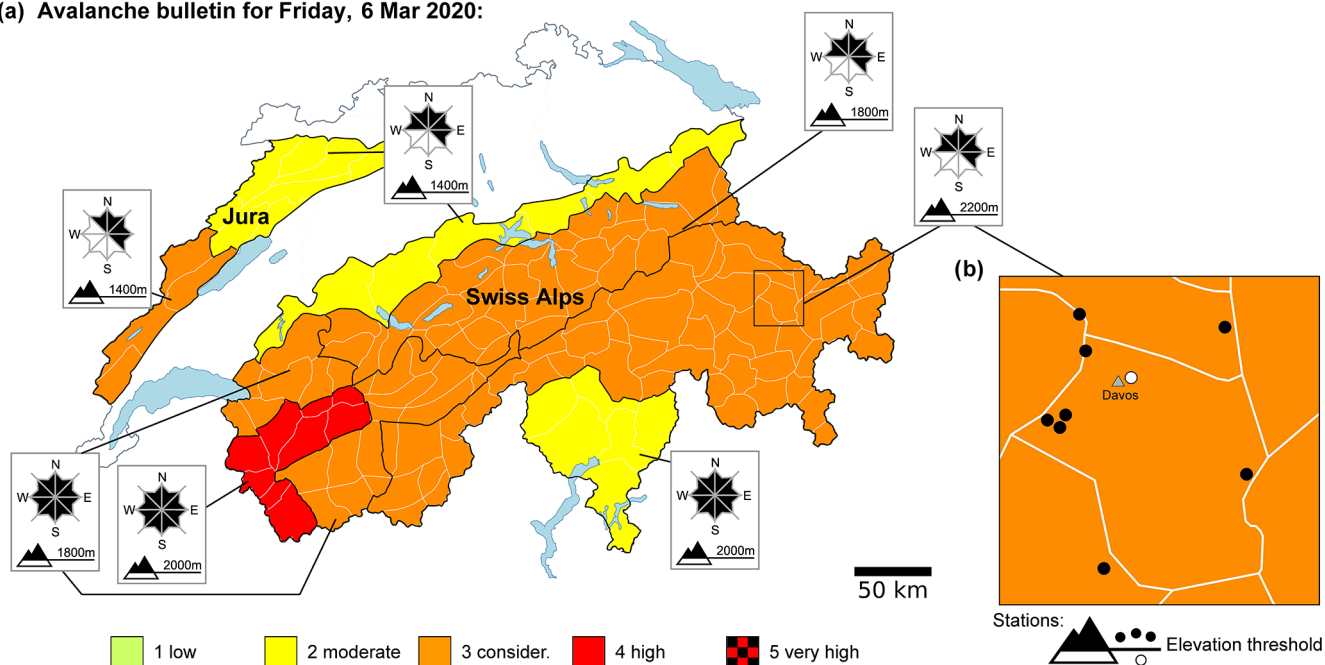 (a) Avalanche bulletin for Friday, 6 Mar 2020:
N
W E
S
1800m
N
W E
S
1400m
N
W E
S
2200m
N
W E
S
1400m
Jura
Swiss Alps
(b)
Davos
N
W E
S
1800m
N
W E
S
2000m
N
W E
S
2000m
50 km
Stations:
Elevation threshold
1 low
2 moderate
3 consider.
4 high
5 very high